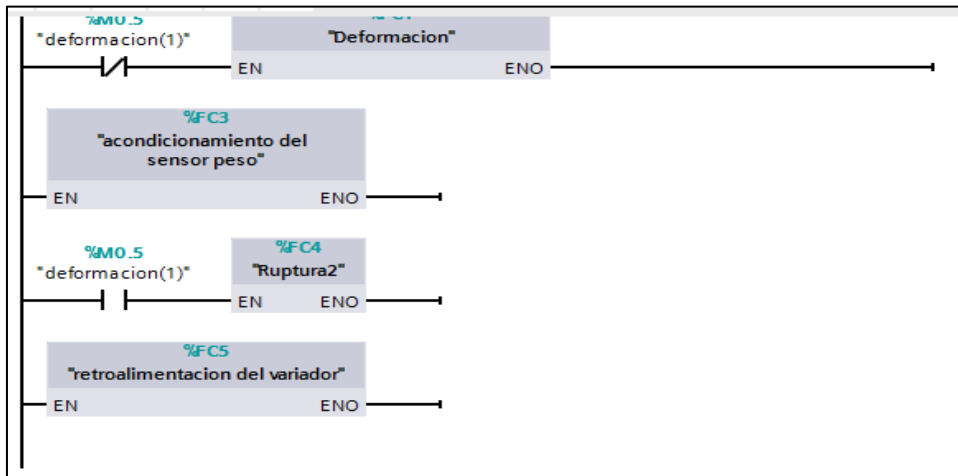 %M0.5
"deformacion(1)"
"Deformacion"
EN ENO
%FC3
"acondicionamiento del
sensor peso"
EN ENO
%M0.5
"deformacion(1)"
%FC4
"Ruptura2"
EN ENO
%FC5
"retroalimentacion del variador"
EN ENO